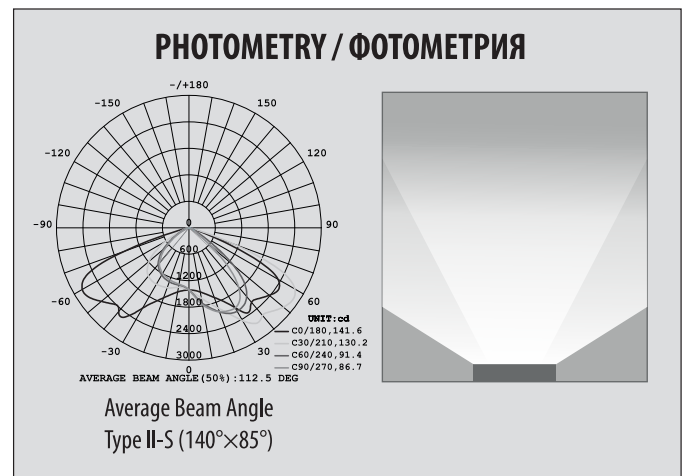 PHOTOMETRY / ФОТОМЕТРИЯ
-/+180
-150
150
-120
120
-90
0
90
600
1200
-60
1800
60
UNIT:cd
2400
C0/180,141.6
C30/210,130.2
-30
30
C60/240,91.4
3000
C90/270,86.7
0
AVERAGE BEAM ANGLE(50%):112.5 DEG
Average Beam Angle
Type II-S (140°×85°)